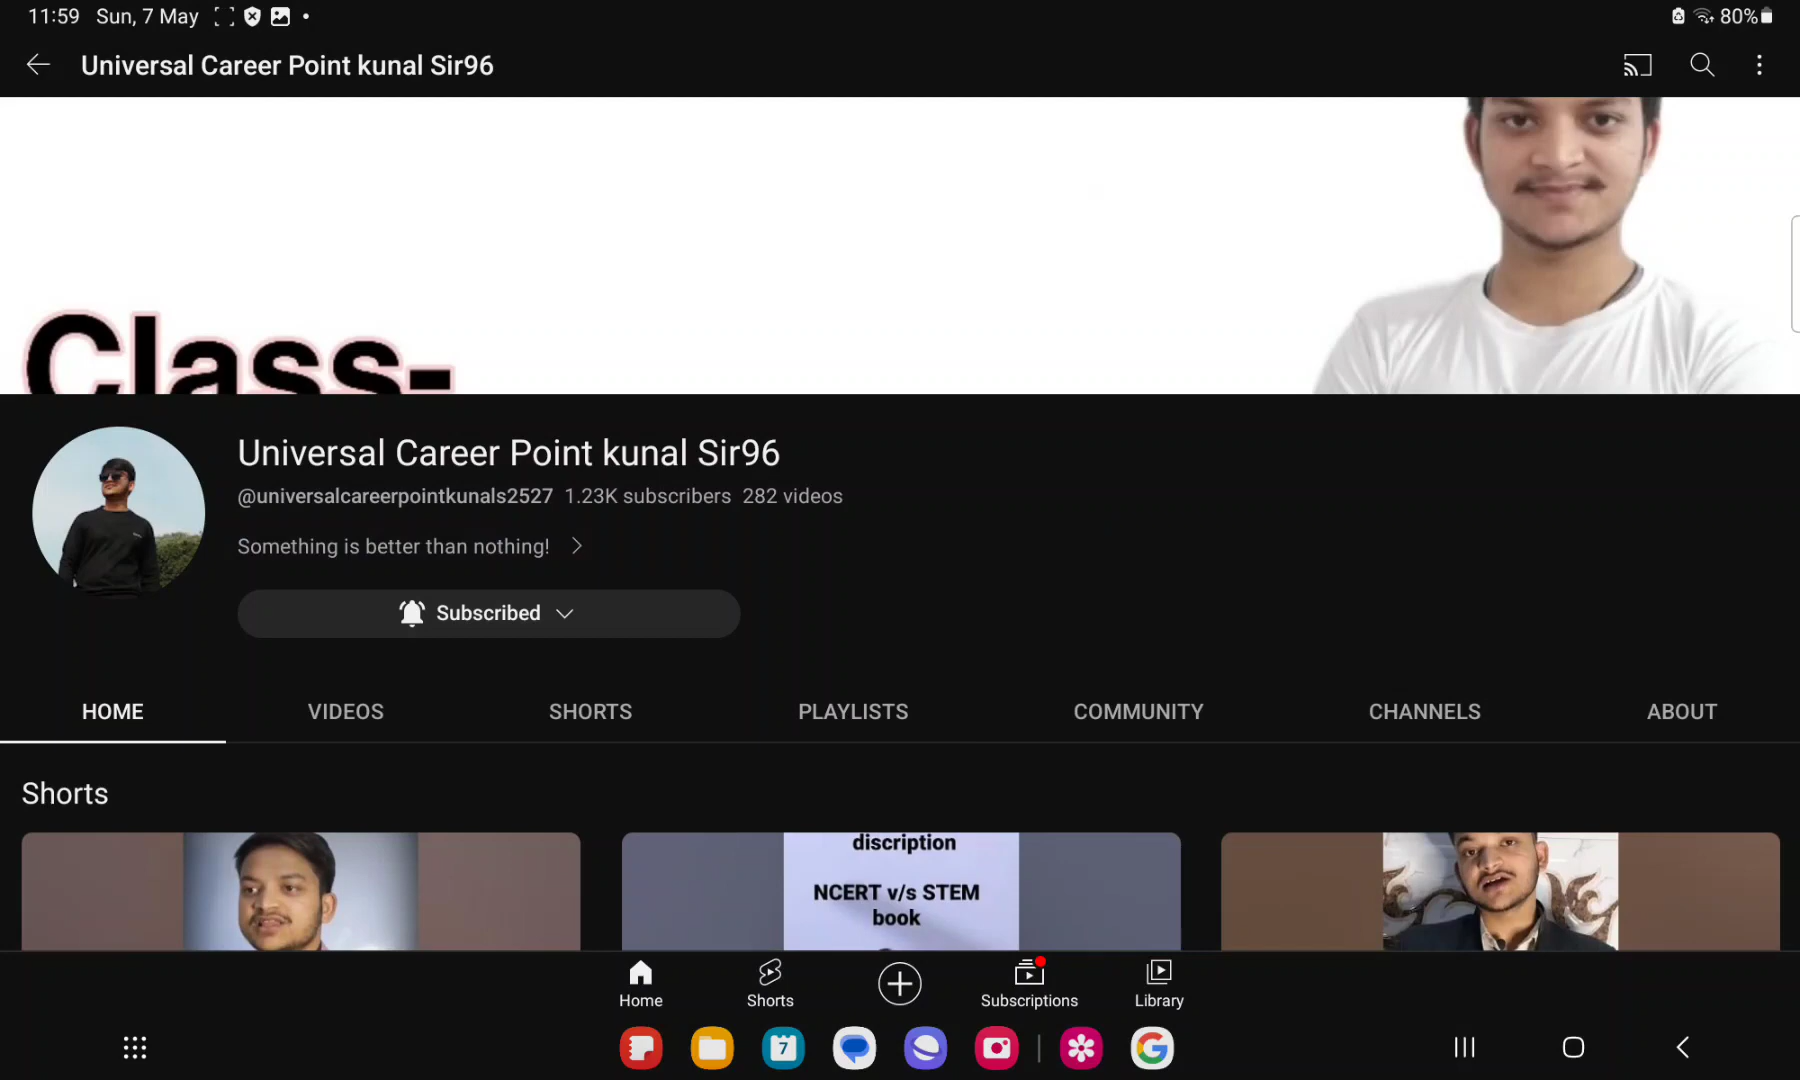 11:59 Sun, 7 May 80%
Universal Career Point kunal Sir96
Class-
Universal Career Point kunal Sir96
@universalcareerpointkunals2527 1.23K subscribers 282 videos
Something is better than nothing!
Subscribed
HOME VIDEOS SHORTS PLAYLISTS COMMUNITY CHANNELS ABOUT
Shorts
discription
NCERT v/s STEM
book
Home Shorts Subscriptions Library
7